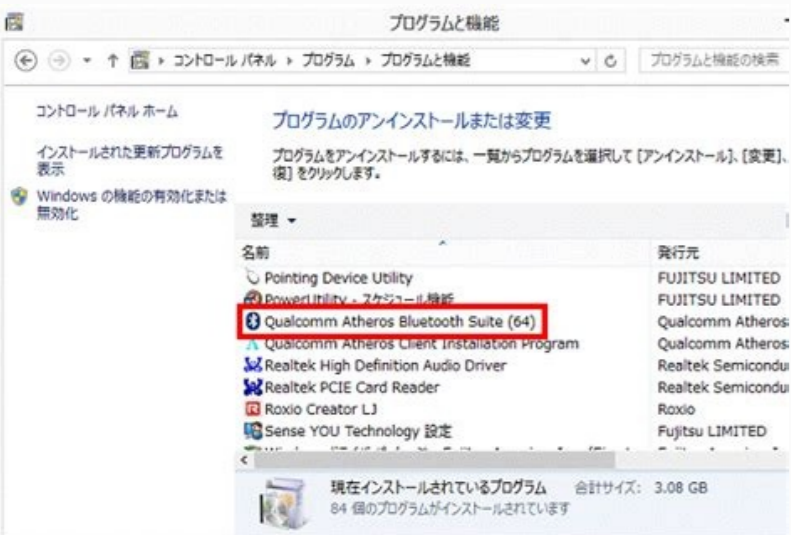 プログラムと機能
コントロール パネル ▸ プログラム ▸ プログラムと機能
プログラムと機能の検索
コントロール パネル ホーム
インストールされた更新プログラムを
表示
Windows の機能の有効化または
無効化
プログラムのアンインストールまたは変更
プログラムをアンインストールするには、一覧からプログラムを選択して [アンインストール]、[変更]、
復] をクリックします。
整理
名前 発行元
Pointing Device Utility FUJITSU LIMITED
PowerUtility - スケジュール機能 FUJITSU LIMITED
Qualcomm Atheros Bluetooth Suite (64) Qualcomm Atheros
Qualcomm Atheros Client Installation Program Qualcomm Atheros
Realtek High Definition Audio Driver Realtek Semicondu
Realtek PCIE Card Reader Realtek Semicondu
Roxio Creator LJ Roxio
Sense YOU Technology 設定 Fujitsu LIMITED
現在インストールされているプログラム 合計サイズ: 3.08 GB
84 個のプログラムがインストールされています